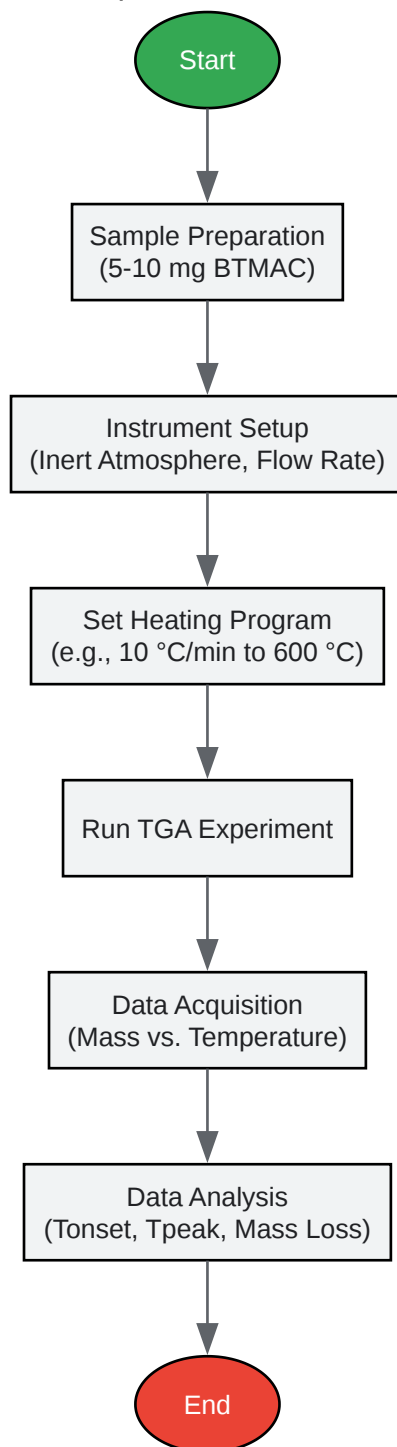 Start
Sample Preparation
(5-10 mg BTMAC)
Instrument Setup
(Inert Atmosphere, Flow Rate)
Set Heating Program
(e.g., 10 °C/min to 600 °C)
Run TGA Experiment
Data Acquisition
(Mass vs. Temperature)
Data Analysis
(Tonset, Tpeak, Mass Loss)
End